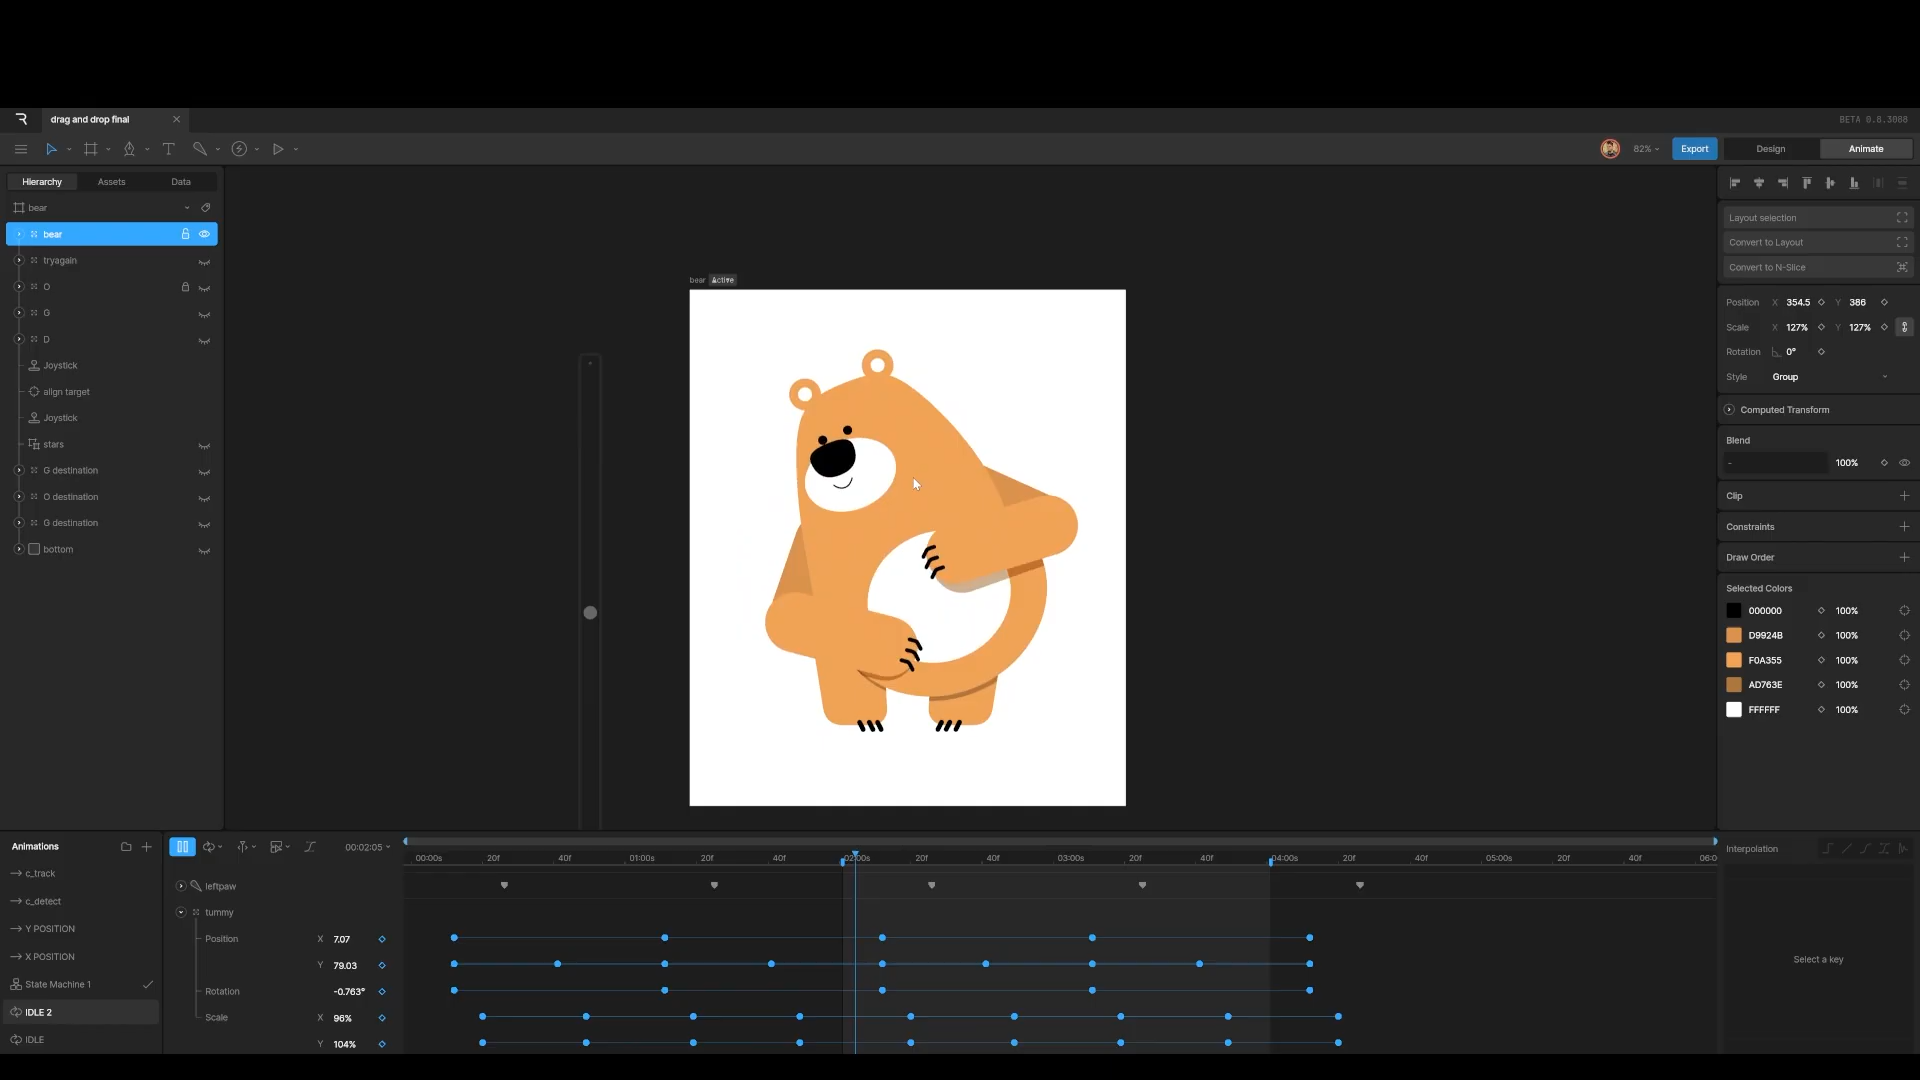 drag and drop final
BETA 0.8.3088
82%
Export
Design
Animate
Hierarchy
Assets
Data
bear
bear
tryagain
O
G
D
Joystick
align target
Joystick
stars
G destination
O destination
G destination
bottom
bear Active
Layout selection
Convert to Layout
Convert to N-Slice
Position X 354.5 Y 386
Scale X 127% Y 127%
Rotation 0°
Style Group
Computed Transform
Blend
- 100%
Clip
Constraints
Draw Order
Selected Colors
000000 100%
D9924B 100%
F0A355 100%
AD763E 100%
FFFFFF 100%
Animations
c_track
c_detect
Y POSITION
X POSITION
State Machine 1
IDLE 2
IDLE
00:02:05
00:00s 20f 40f 01:00s 20f 40f 02:00s 20f 40f 03:00s 20f 40f 04:00s 20f 40f 05:00s 20f 40f 06:0
leftpaw
tummy
Position X 7.07
Y 79.03
Rotation -0.763°
Scale X 96%
Y 104%
Interpolation
Select a key